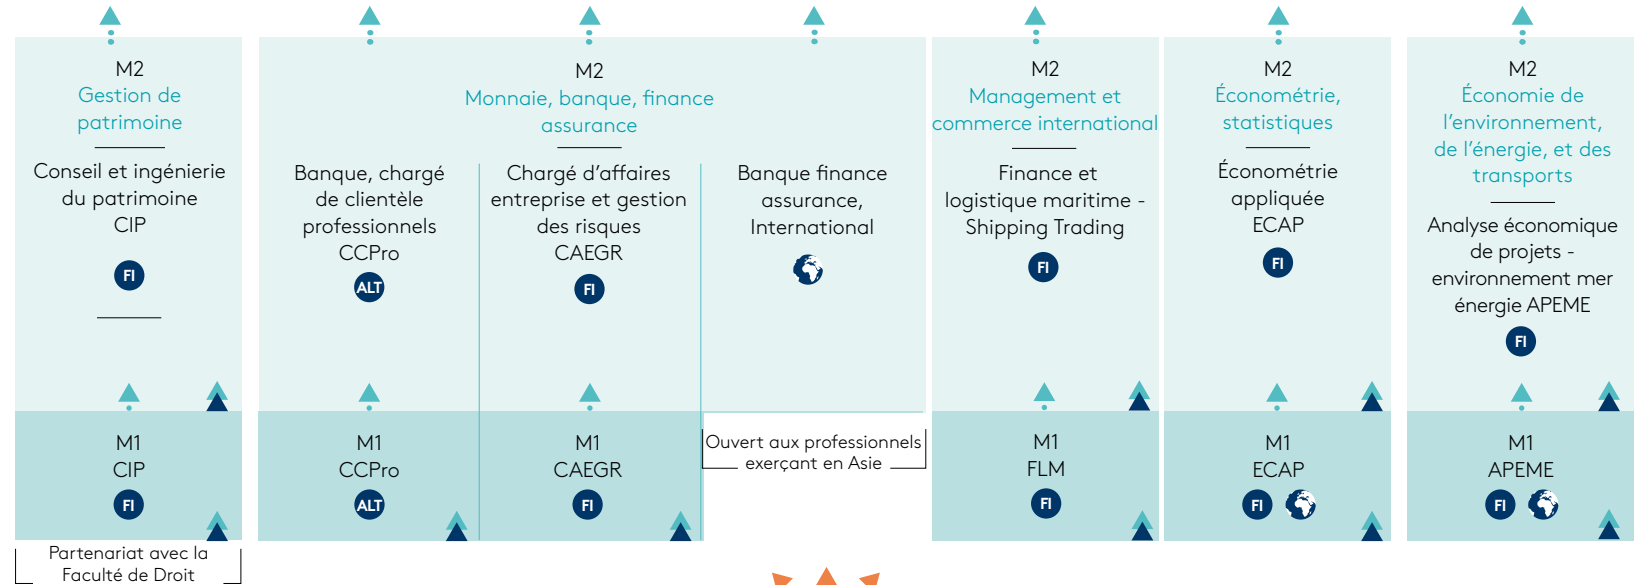 M2
Gestion de
patrimoine
Conseil et ingénierie
du patrimoine
CIP
FI
M1
CIP
FI
Partenariat avec la
Faculté de Droit
M2
Monnaie, banque, finance
assurance
Banque, chargé
de clientèle
professionnels
CCPro
ALT
M1
CCPro
ALT
Chargé d’affaires
entreprise et gestion
des risques
CAEGR
FI
M1
CAEGR
FI
Banque finance
assurance,
International
Ouvert aux professionnels
exerçant en Asie
M2
Management et
commerce international
Finance et
logistique maritime -
Shipping Trading
FI
M1
FLM
FI
M2
Économétrie,
statistiques
Économétrie
appliquée
ECAP
FI
M1
ECAP
FI
M2
Économie de
l’environnement,
de l’énergie, et des
transports
Analyse économique
de projets -
environnement mer
énergie APEME
FI
M1
APEME
FI